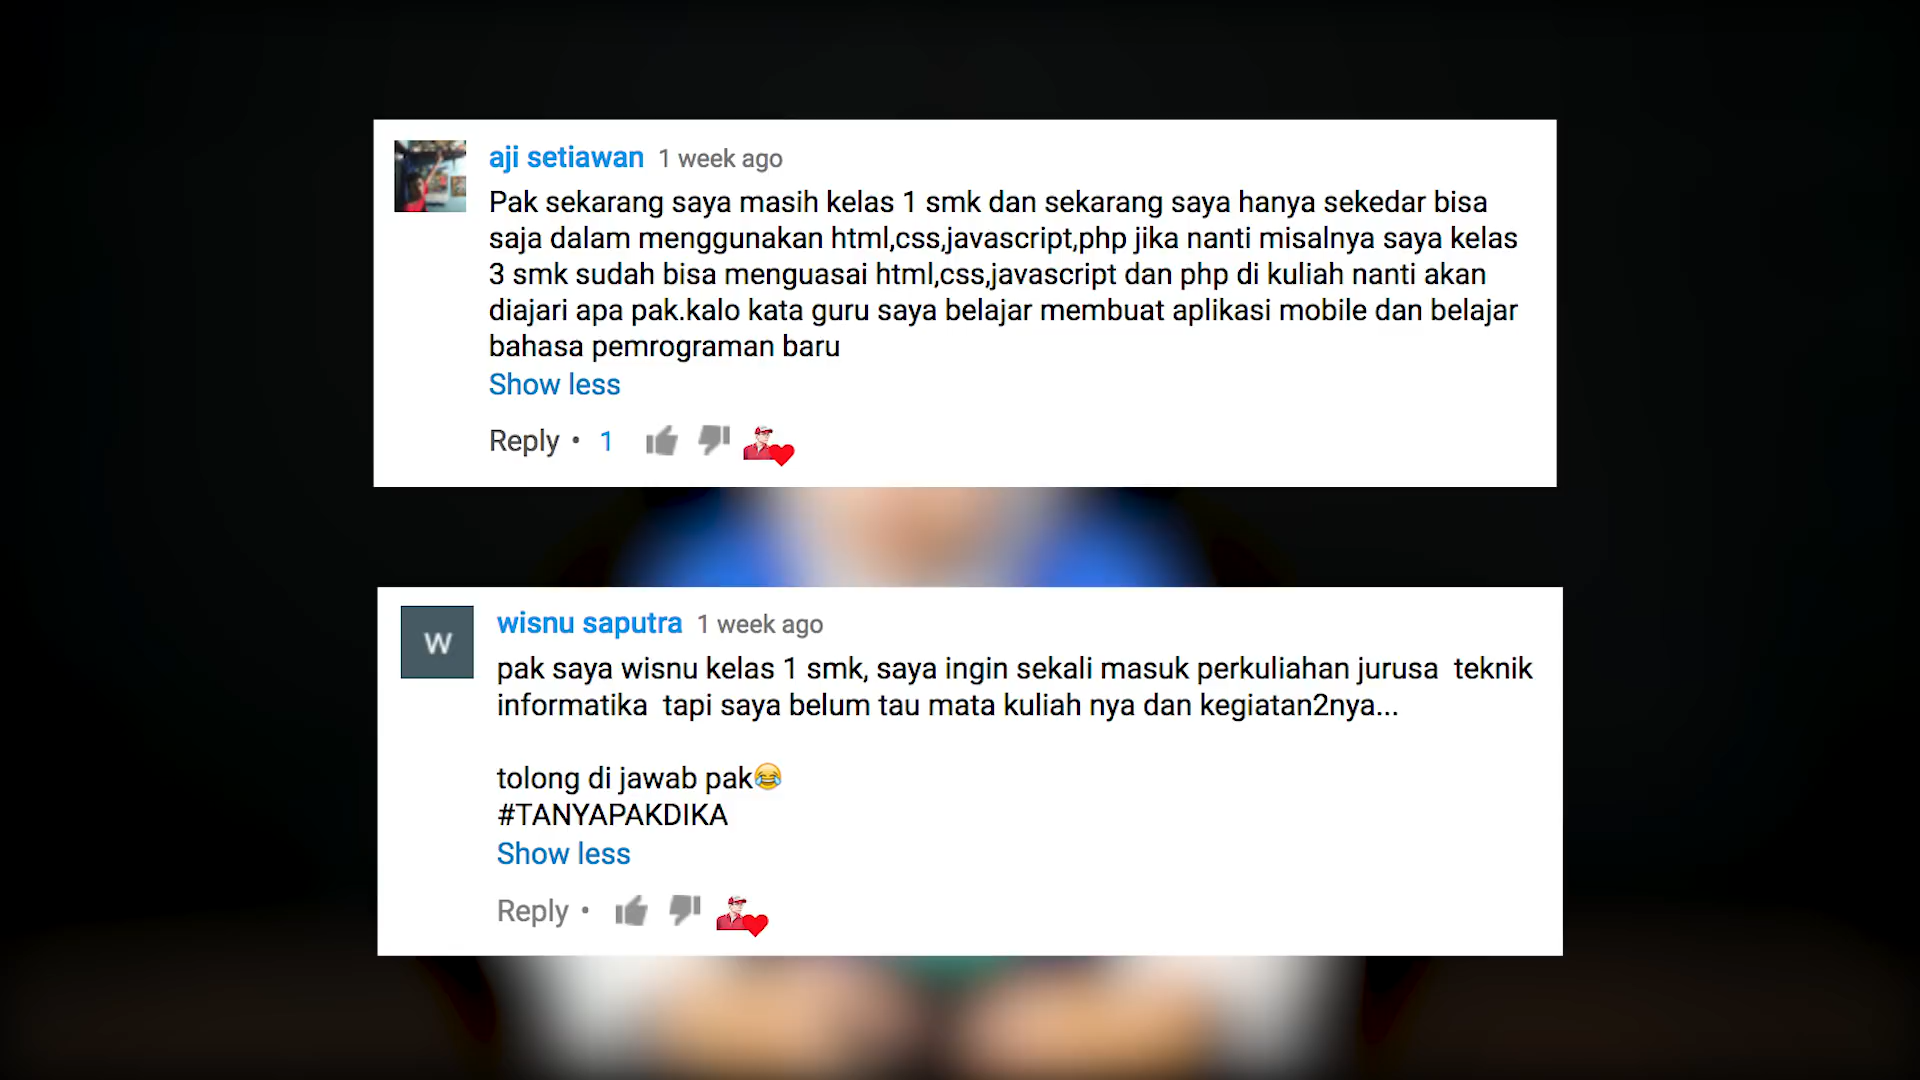 aji setiawan 1 week ago
Pak sekarang saya masih kelas 1 smk dan sekarang saya hanya sekedar bisa
saja dalam menggunakan html,css,javascript,php jika nanti misalnya saya kelas
3 smk sudah bisa menguasai html,css,javascript dan php di kuliah nanti akan
diajari apa pak.kalo kata guru saya belajar membuat aplikasi mobile dan belajar
bahasa pemrograman baru
Show less
Reply • 1
W
wisnu saputra 1 week ago
pak saya wisnu kelas 1 smk, saya ingin sekali masuk perkuliahan jurusa  teknik
informatika  tapi saya belum tau mata kuliah nya dan kegiatan2nya...
tolong di jawab pak😂
#TANYAPAKDIKA
Show less
Reply •